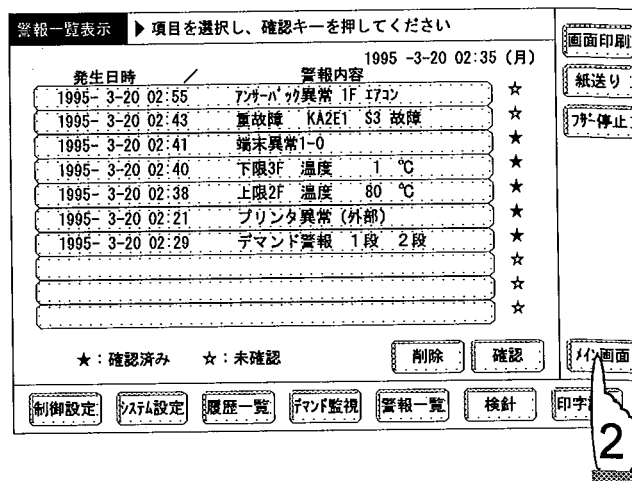 警報一覧表示 ▶ 項目を選択し、確認キーを押してください
1995 -3-20 02:35 (月)
発生日時 / 警報内容
1995- 3-20 02:55 アンサーバック異常 1F エアコン ☆
1995- 3-20 02:43 重故障 KA2E1 S3 故障 ☆
1995- 3-20 02:41 端末異常1-0 ★
1995- 3-20 02:40 下限3F 温度 1 ℃ ★
1995- 3-20 02:38 上限2F 温度 80 ℃ ★
1995- 3-20 02:21 プリンタ異常 (外部) ★
1995- 3-20 02:29 デマンド警報 1段 2段 ★
☆
☆
☆
★:確認済み ☆:未確認
削除 確認
制御設定 システム設定 履歴一覧 デマンド監視 警報一覧 検針 印字
画面印刷
紙送り
ブザー停止
メイン画面
2